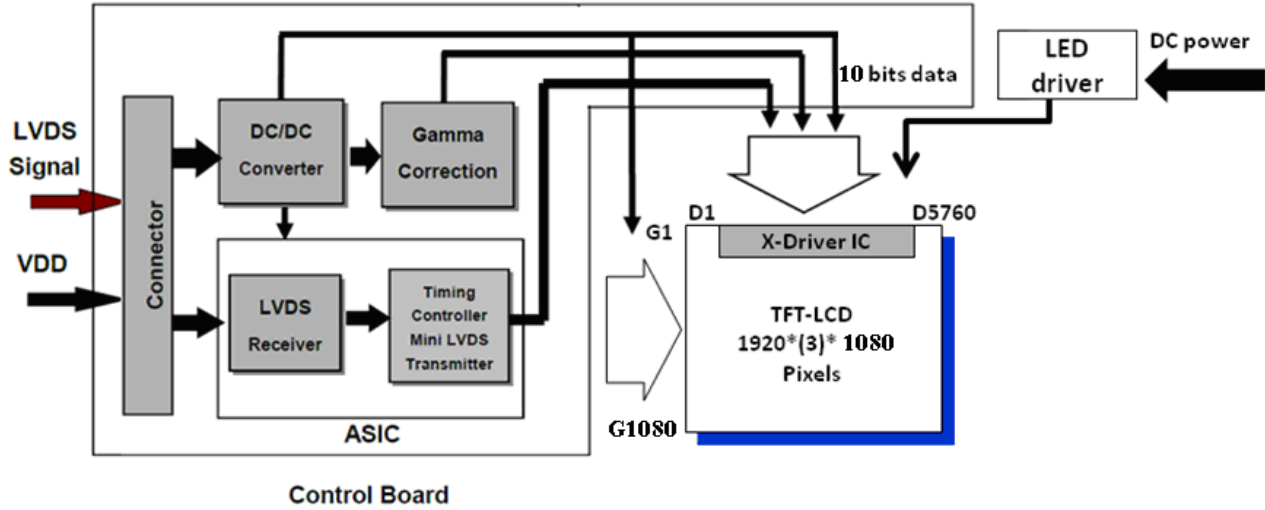 LED
driver
DC power
10 bits data
LVDS
Signal
VDD
Connector
DC/DC
Converter
Gamma
Correction
LVDS
Receiver
Timing
Controller
Mini LVDS
Transmitter
ASIC
Control Board
G1
G1080
D1
D5760
X-Driver IC
TFT-LCD
1920*(3)* 1080
Pixels